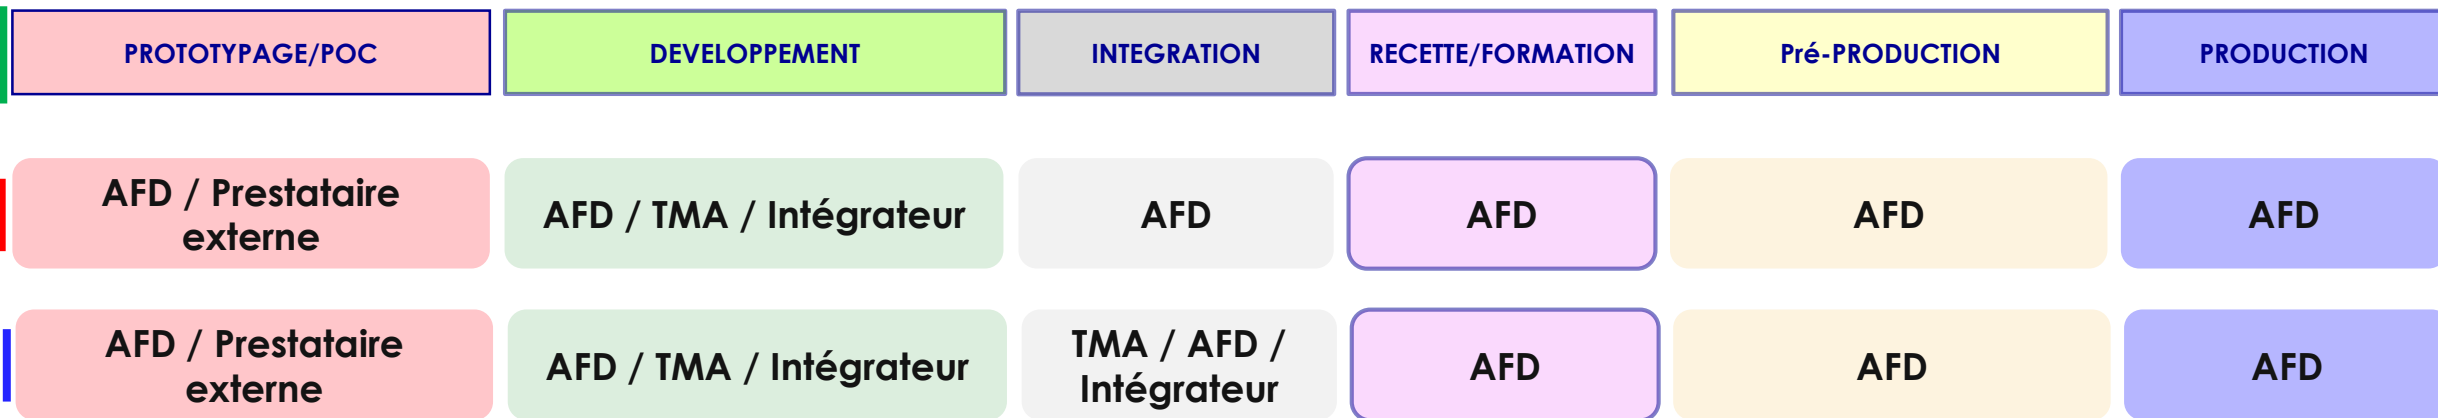 PROTOTYPAGE/POC DEVELOPPEMENT INTEGRATION RECETTE/FORMATION Pré-PRODUCTION PRODUCTION
AFD / Prestataire
externe
AFD / TMA / Intégrateur
AFD
AFD
AFD
AFD
AFD / Prestataire
externe
AFD / TMA / Intégrateur
TMA / AFD /
Intégrateur
AFD
AFD
AFD